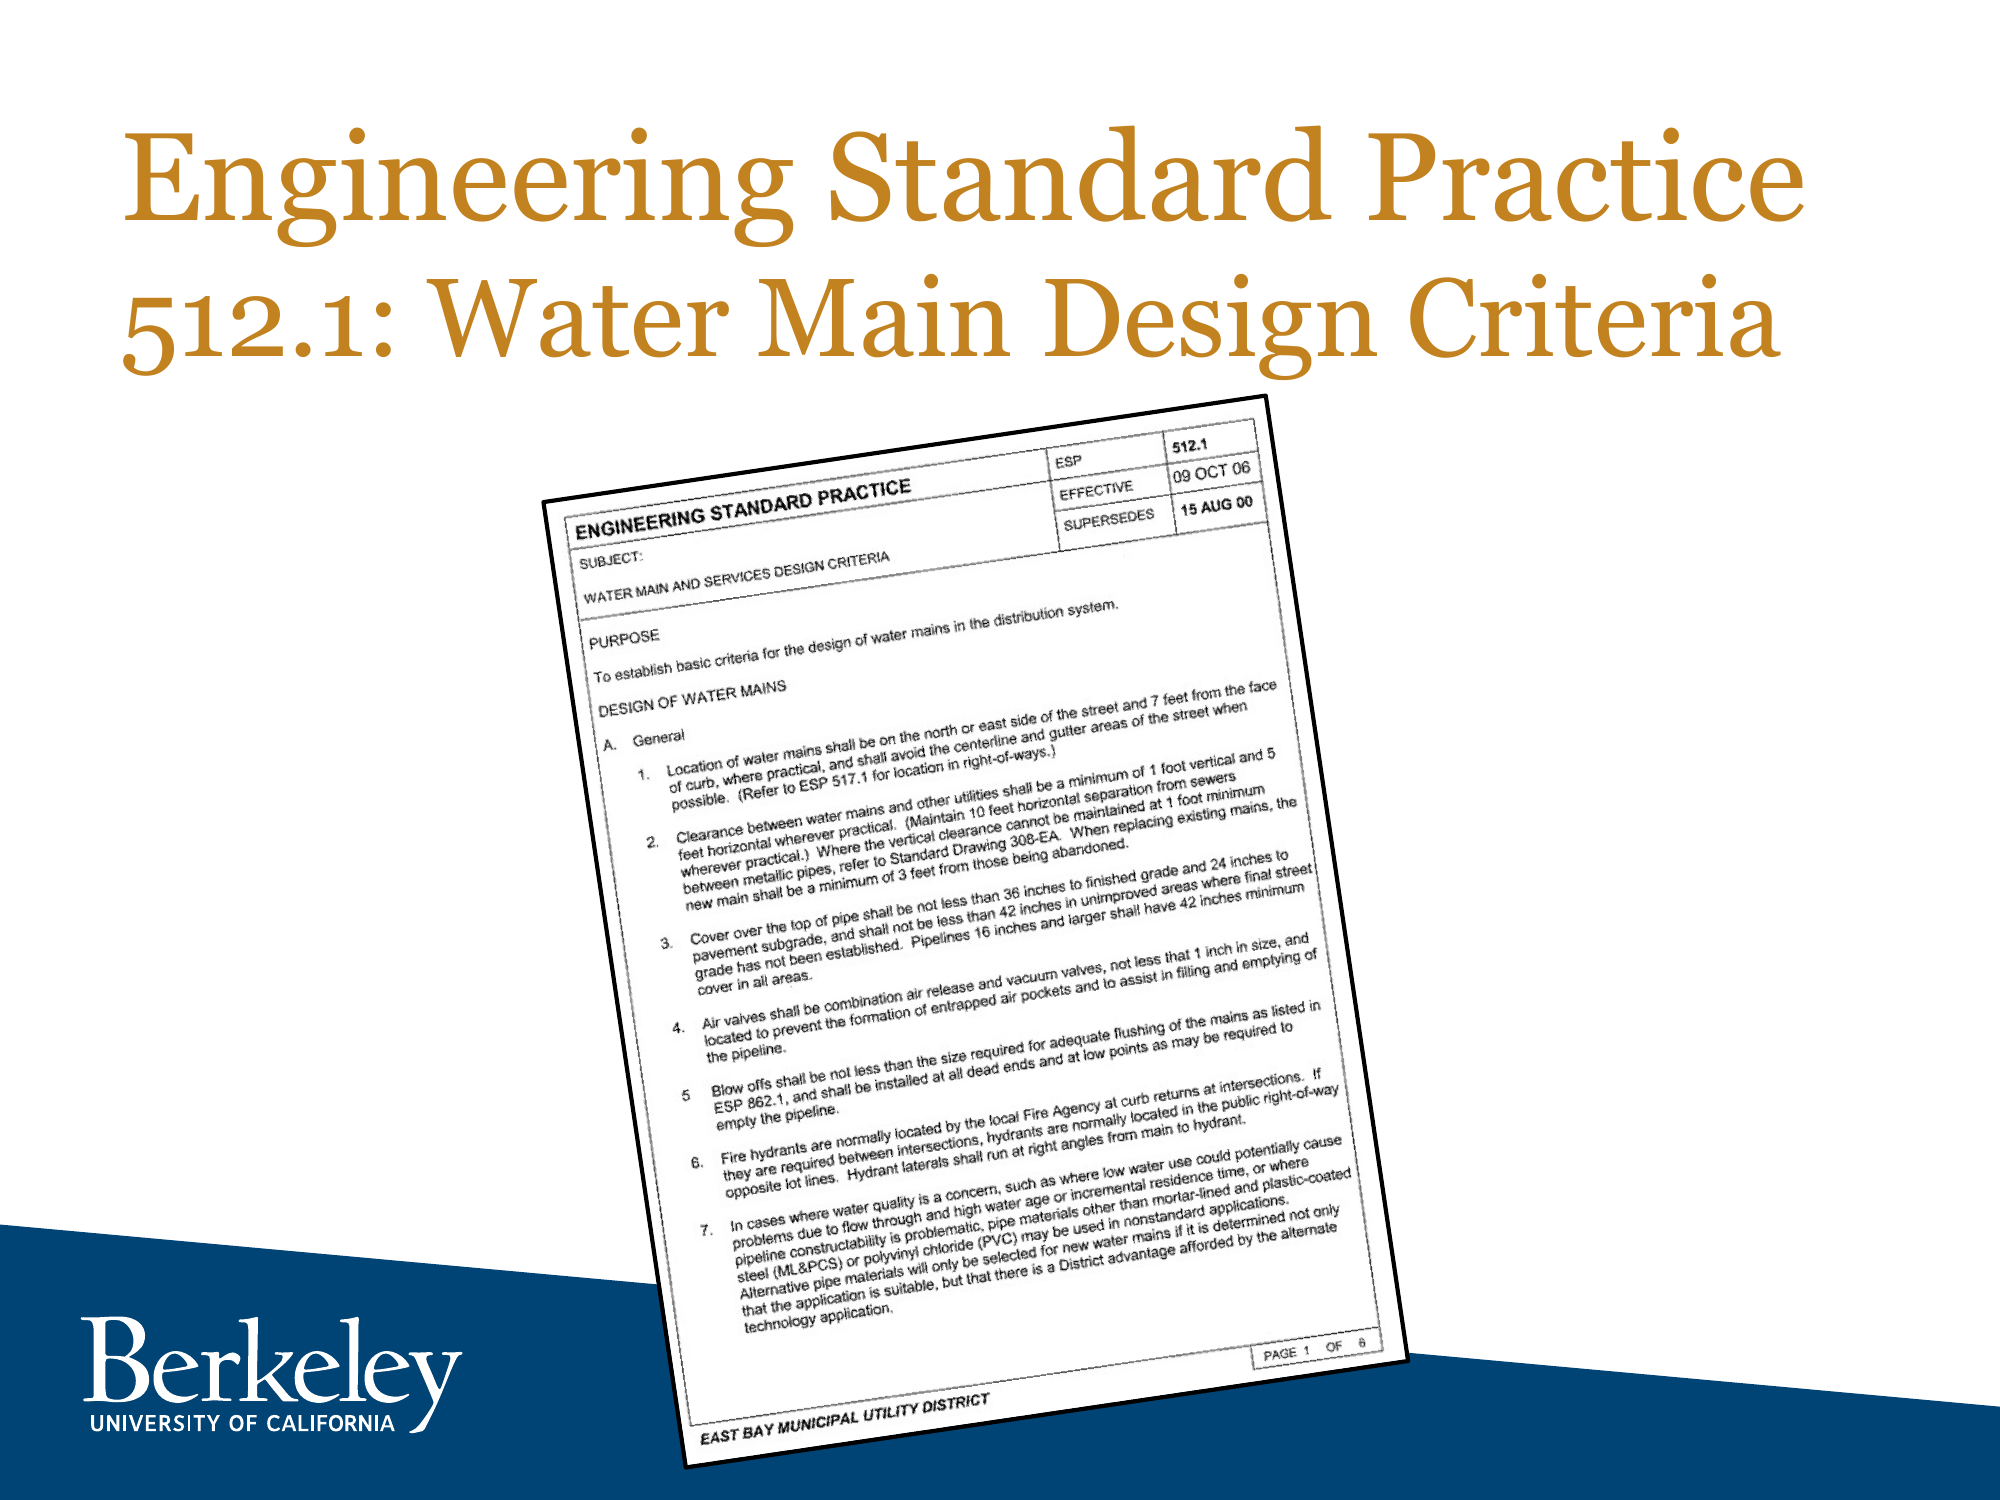 Engineering Standard Practice
512.1: Water Main Design Criteria
ENGINEERING STANDARD PRACTICE
ESP 512.1
EFFECTIVE 09 OCT 06
SUPERSEDES 15 AUG 00
SUBJECT:
WATER MAIN AND SERVICES DESIGN CRITERIA
PURPOSE
To establish basic criteria for the design of water mains in the distribution system.
DESIGN OF WATER MAINS
A. General
1. Location of water mains shall be on the north or east side of the street and 7 feet from the face
of curb, where practical, and shall avoid the centerline and gutter areas of the street when
possible. (Refer to ESP 517.1 for location in right-of-ways.)
2. Clearance between water mains and other utilities shall be a minimum of 1 foot vertical and 5
feet horizontal wherever practical. (Maintain 10 feet horizontal separation from sewers
wherever practical.) Where the vertical clearance cannot be maintained at 1 foot minimum
between metallic pipes, refer to Standard Drawing 308-EA. When replacing existing mains, the
new main shall be a minimum of 3 feet from those being abandoned.
3. Cover over the top of pipe shall be not less than 36 inches to finished grade and 24 inches to
pavement subgrade, and shall not be less than 42 inches in unimproved areas where final street
grade has not been established. Pipelines 16 inches and larger shall have 42 inches minimum
cover in all areas.
4. Air valves shall be combination air release and vacuum valves, not less that 1 inch in size, and
located to prevent the formation of entrapped air pockets and to assist in filling and emptying of
the pipeline.
5 Blow offs shall be not less than the size required for adequate flushing of the mains as listed in
ESP 862.1, and shall be installed at all dead ends and at low points as may be required to
empty the pipeline.
6. Fire hydrants are normally located by the local Fire Agency at curb returns at intersections. If
they are required between intersections, hydrants are normally located in the public right-of-way
opposite lot lines. Hydrant laterals shall run at right angles from main to hydrant.
7. In cases where water quality is a concern, such as where low water use could potentially cause
problems due to flow through and high water age or incremental residence time, or where
pipeline constructability is problematic, pipe materials other than mortar-lined and plastic-coated
steel (ML&PCS) or polyvinyl chloride (PVC) may be used in nonstandard applications.
Alternative pipe materials will only be selected for new water mains if it is determined not only
that the application is suitable, but that there is a District advantage afforded by the alternate
technology application.
PAGE 1 OF 6
EAST BAY MUNICIPAL UTILITY DISTRICT
Berkeley
UNIVERSITY OF CALIFORNIA